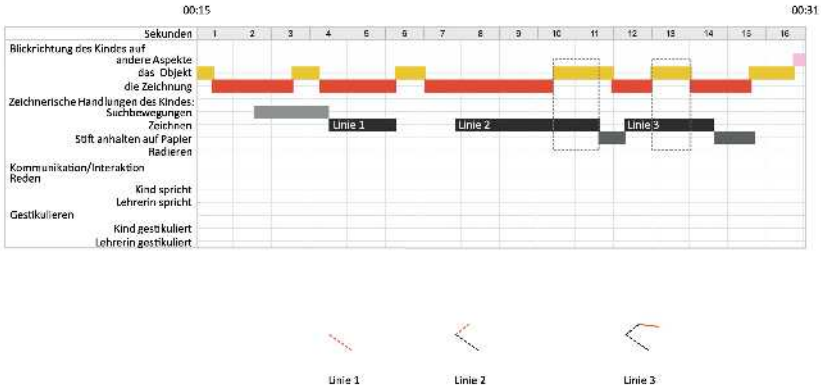 00:15 00:31
Sekunden 1 2 3 4 5 6 7 8 9 10 11 12 13 14 15 16
Blickrichtung des Kindes auf
andere Aspekte
das Objekt
die Zeichnung
Zeichnerische Handlungen des Kindes:
Suchbewegungen
Zeichnen Linie 1 Linie 2 Linie 3
Stift anhalten auf Papier
Radieren
Kommunikation/Interaktion
Reden
Kind spricht
Lehrerin spricht
Gestikulieren
Kind gestikuliert
Lehrerin gestikuliert
Linie 1 Linie 2 Linie 3